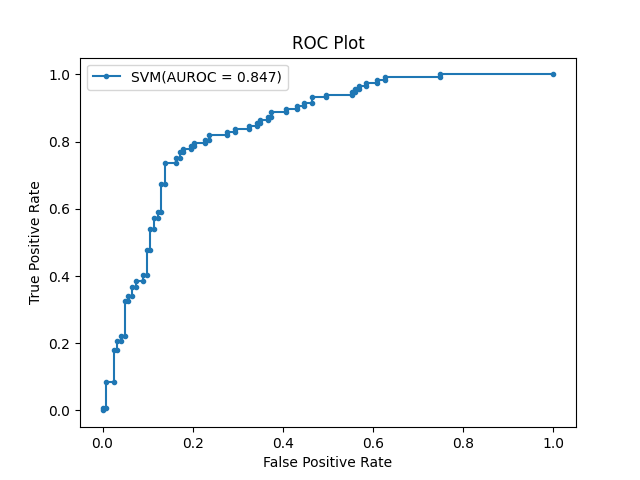 ROC Plot
SVM(AUROC = 0.847)
1.0
0.8
0.6
0.4
0.2
0.0
True Positive Rate
0.0 0.2 0.4 0.6 0.8 1.0
False Positive Rate